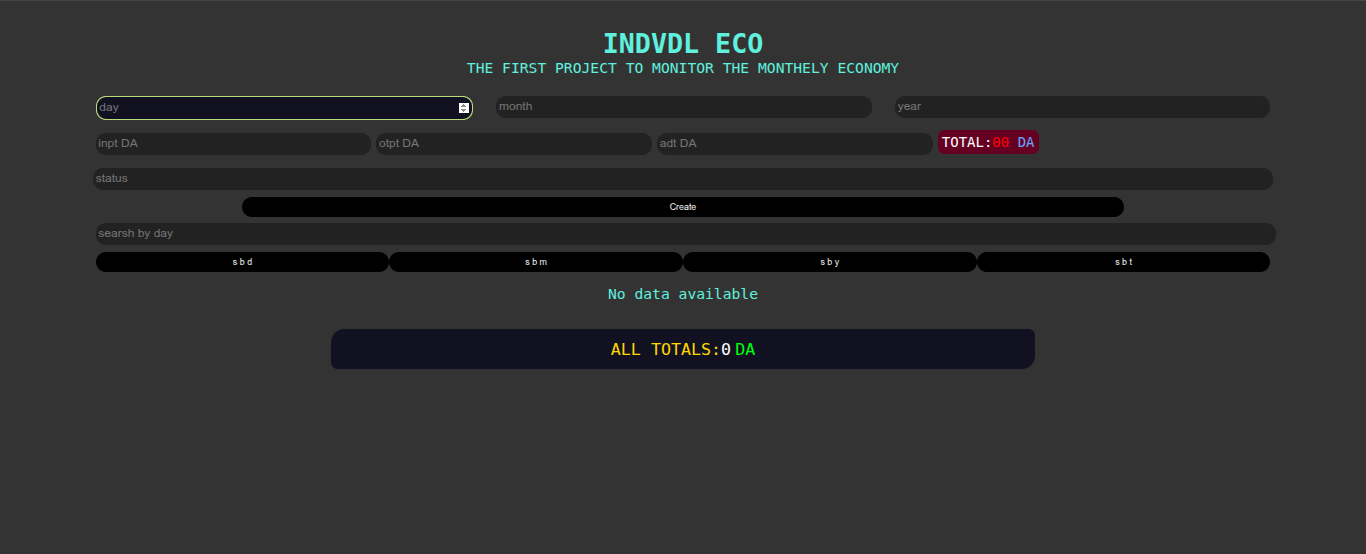 INDVDL ECO
THE FIRST PROJECT TO MONITOR THE MONTHELY ECONOMY
day month year
inpt DA otpt DA adt DA TOTAL:00 DA
status
Create
searsh by day
s b d s b m s b y s b t
No data available
ALL TOTALS:0 DA